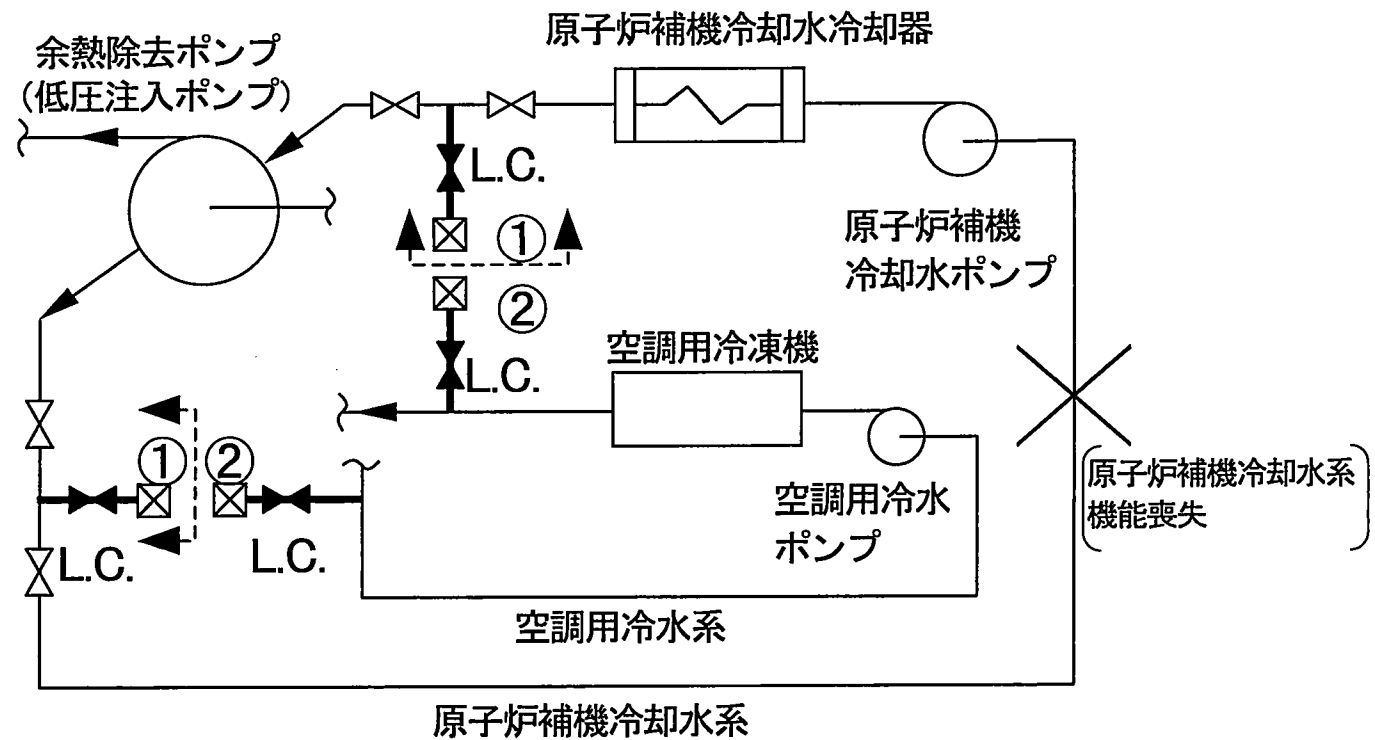 原子炉補機冷却水冷却器
余熱除去ポンプ
(低圧注入ポンプ)
L.C.
①
②
L.C.
原子炉補機
冷却水ポンプ
空調用冷凍機
①
②
L.C.
L.C.
空調用冷水
ポンプ
原子炉補機冷却水系
機能喪失
空調用冷水系
原子炉補機冷却水系